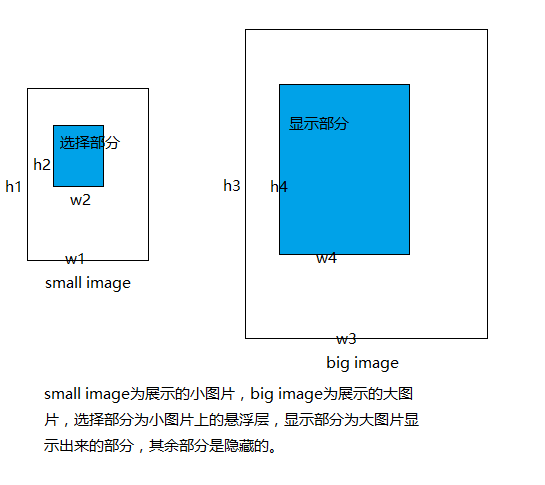 选择部分
显示部分
h2
h1
h3
h4
w2
w1
w4
small image
w3
big image
small image为展示的小图片，big image为展示的大图
片，选择部分为小图片上的悬浮层，显示部分为大图片显
示出来的部分，其余部分是隐藏的。